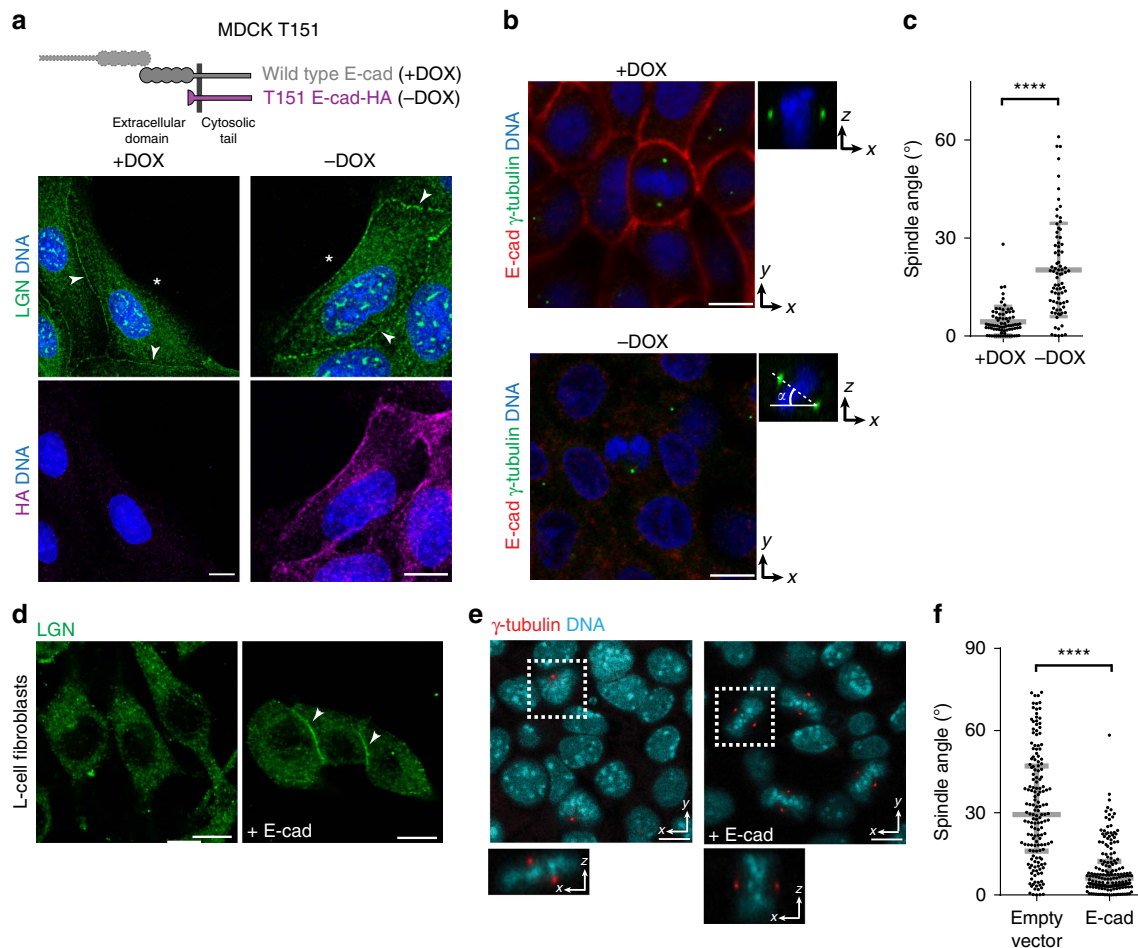 a
MDCK T151
Wild type E-cad (+DOX)
T151 E-cad-HA (–DOX)
Extracellular domain
Cytosolic tail
+DOX
–DOX
LGN DNA
*
*
HA DNA
b
+DOX
E-cad γ-tubulin DNA
z
x
y
x
–DOX
E-cad γ-tubulin DNA
α
z
x
y
x
c
****
Spindle angle (°)
60
30
0
+DOX
–DOX
d
LGN
L-cell fibroblasts
+ E-cad
e
γ-tubulin DNA
y
x
+ E-cad
y
x
z
x
z
x
f
****
Spindle angle (°)
90
60
30
0
Empty vector
E-cad